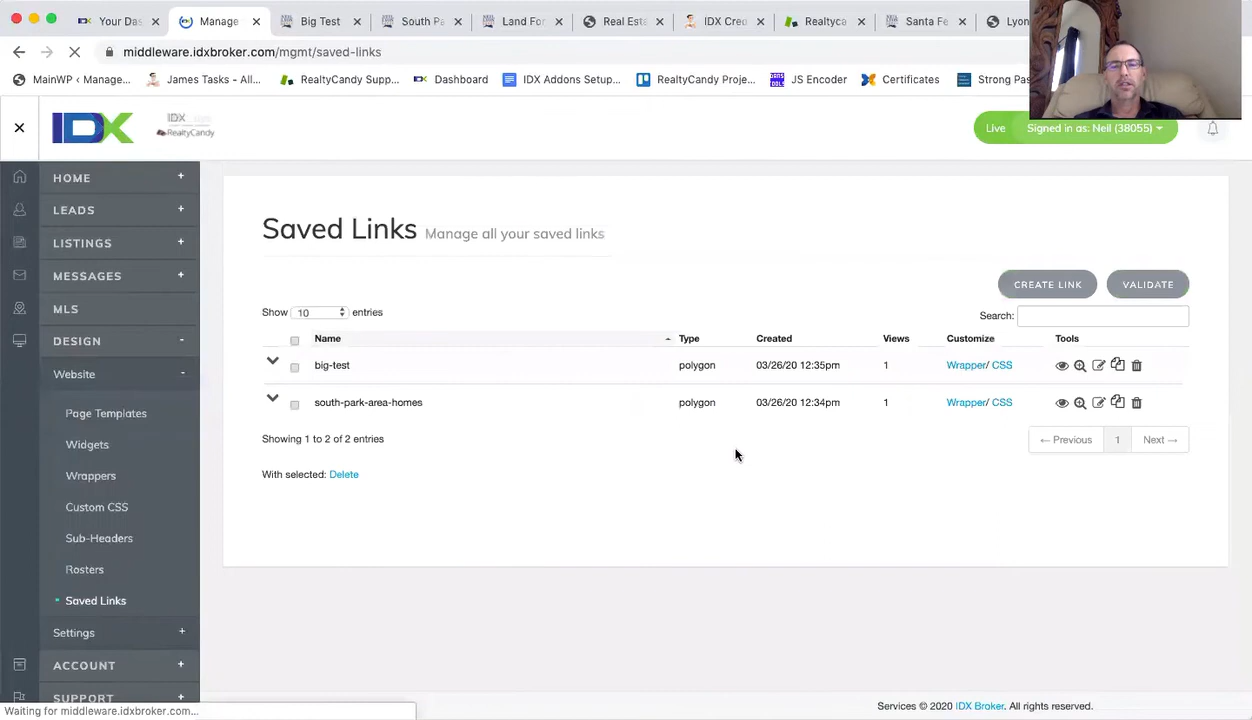 Your Das
Manage
Big Test
South Pa
Land For
Real Esta
IDX Creu
Realtyca
Santa Fe
Lyon
middleware.idxbroker.com/mgmt/saved-links
MainWP ‹ Manage...
James Tasks - All...
RealtyCandy Supp...
Dashboard
IDX Addons Setup...
RealtyCandy Proje...
JS Encoder
Certificates
Strong Pas
IDX
IDX
RealtyCandy
Live
Signed in as: Neil (38055)
HOME +
LEADS +
LISTINGS +
MESSAGES +
MLS
DESIGN -
Website -
Page Templates
Widgets
Wrappers
Custom CSS
Sub-Headers
Rosters
Saved Links
Settings +
ACCOUNT +
SUPPORT
Saved Links Manage all your saved links
CREATE LINK VALIDATE
Show 10 entries
Search:
Name Type Created Views Customize Tools
big-test polygon 03/26/20 12:35pm 1 Wrapper/ CSS
south-park-area-homes polygon 03/26/20 12:34pm 1 Wrapper/ CSS
Showing 1 to 2 of 2 entries
← Previous 1 Next →
With selected: Delete
Services © 2020 IDX Broker. All rights reserved.
Waiting for middleware.idxbroker.com...